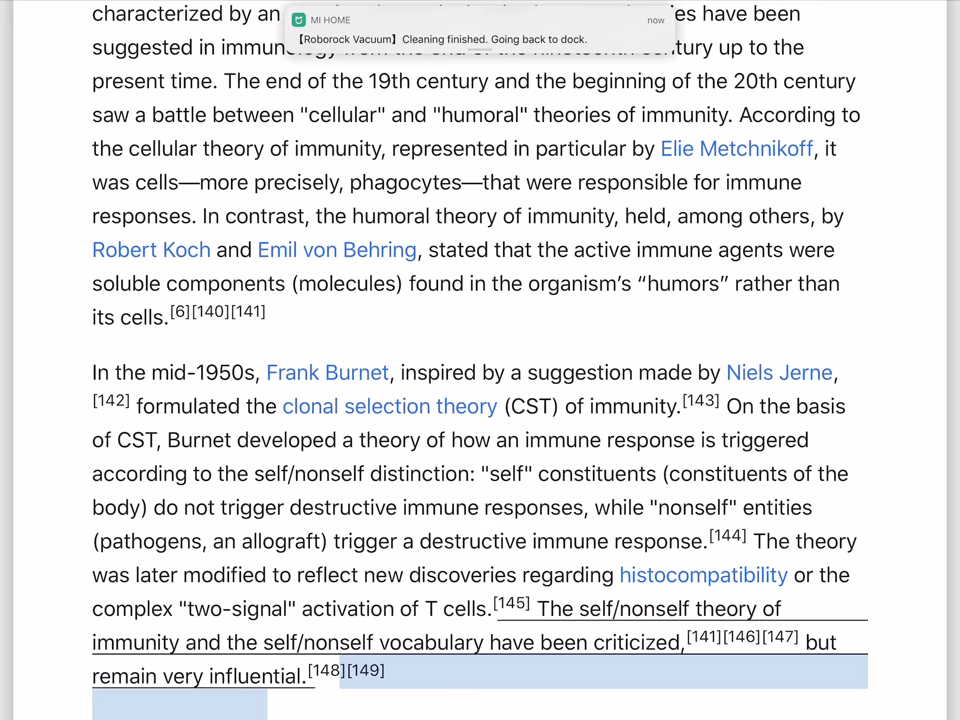 characterized by an
es have been
MI HOME
now
【Roborock Vacuum】Cleaning finished. Going back to dock.
suggested in immunology from the end of the nineteenth century up to the
present time. The end of the 19th century and the beginning of the 20th century
saw a battle between "cellular" and "humoral" theories of immunity. According to
the cellular theory of immunity, represented in particular by Elie Metchnikoff, it
was cells—more precisely, phagocytes—that were responsible for immune
responses. In contrast, the humoral theory of immunity, held, among others, by
Robert Koch and Emil von Behring, stated that the active immune agents were
soluble components (molecules) found in the organism’s “humors” rather than
its cells.[6][140][141]
In the mid-1950s, Frank Burnet, inspired by a suggestion made by Niels Jerne,
[142] formulated the clonal selection theory (CST) of immunity.[143] On the basis
of CST, Burnet developed a theory of how an immune response is triggered
according to the self/nonself distinction: "self" constituents (constituents of the
body) do not trigger destructive immune responses, while "nonself" entities
(pathogens, an allograft) trigger a destructive immune response.[144] The theory
was later modified to reflect new discoveries regarding histocompatibility or the
complex "two-signal" activation of T cells.[145] The self/nonself theory of
immunity and the self/nonself vocabulary have been criticized,[141][146][147] but
remain very influential.[148][149]